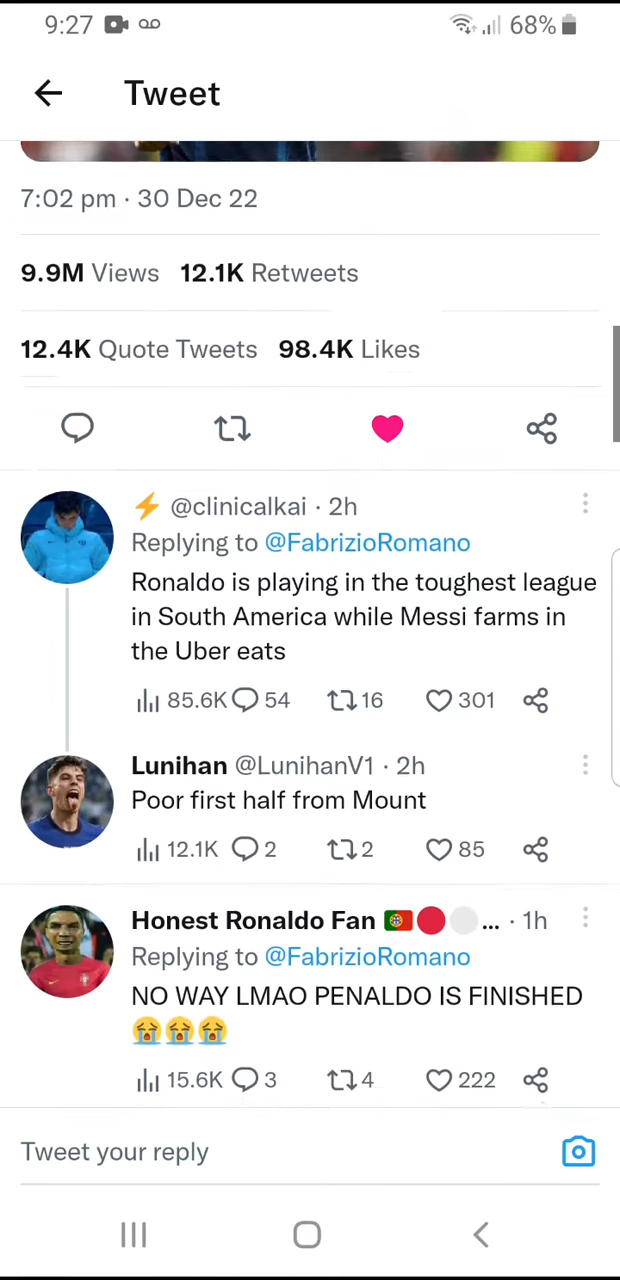 9:27 68%
Tweet
7:02 pm · 30 Dec 22
9.9M Views 12.1K Retweets
12.4K Quote Tweets 98.4K Likes
⚡ @clinicalkai · 2h
Replying to @FabrizioRomano
Ronaldo is playing in the toughest league
in South America while Messi farms in
the Uber eats
85.6K 54 16 301
Lunihan @LunihanV1 · 2h
Poor first half from Mount
12.1K 2 2 85
Honest Ronaldo Fan 🇵🇹🔴⚪... · 1h
Replying to @FabrizioRomano
NO WAY LMAO PENALDO IS FINISHED
😭😭😭
15.6K 3 4 222
Tweet your reply